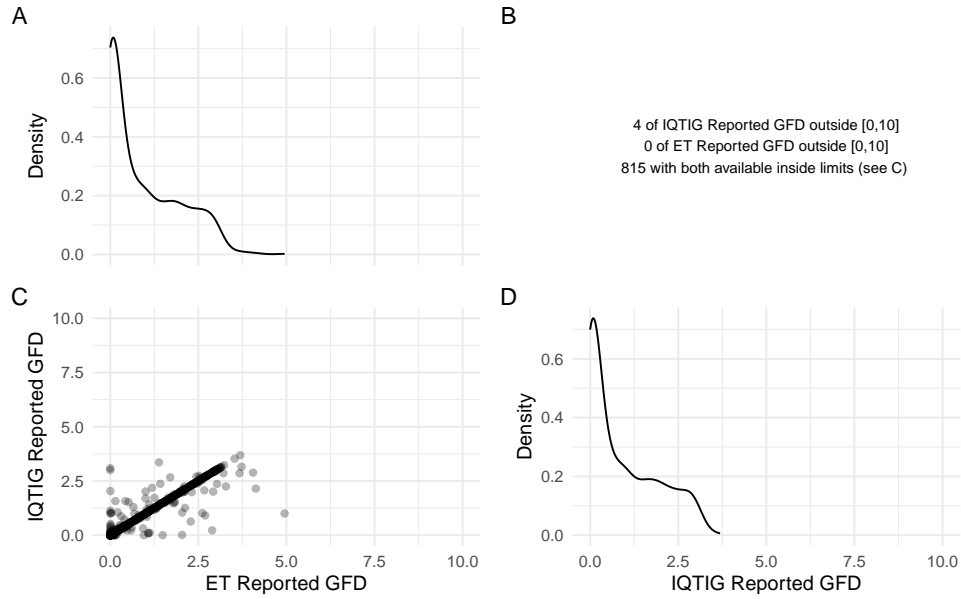 A
B
Density
0.6
0.4
0.2
0.0
4 of IQTIG Reported GFD outside [0,10]
0 of ET Reported GFD outside [0,10]
815 with both available inside limits (see C)
C
D
IQTIG Reported GFD
10.0
7.5
5.0
2.5
0.0
0.0 2.5 5.0 7.5 10.0
ET Reported GFD
Density
0.6
0.4
0.2
0.0
0.0 2.5 5.0 7.5 10.0
IQTIG Reported GFD